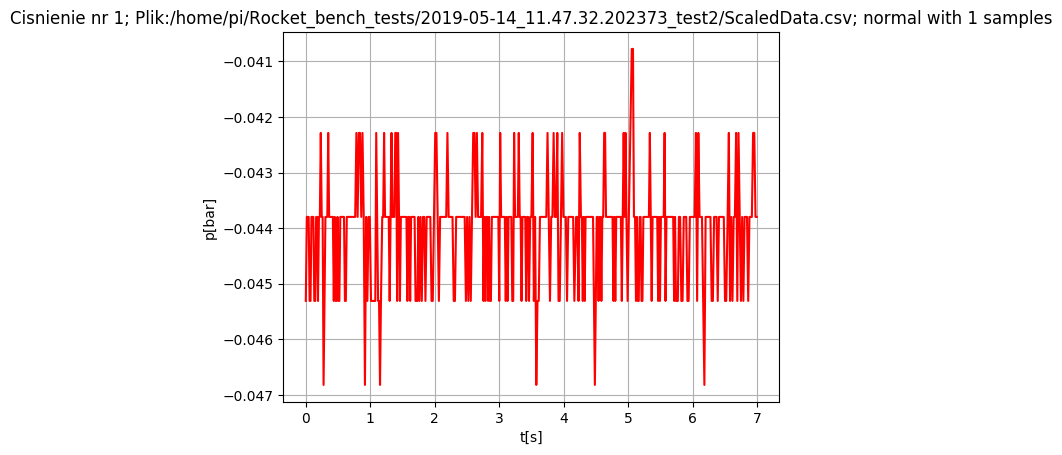 Cisnienie nr 1; Plik:/home/pi/Rocket_bench_tests/2019-05-14_11.47.32.202373_test2/ScaledData.csv; normal with 1 samples
p[bar]
−0.041
−0.042
−0.043
−0.044
−0.045
−0.046
−0.047
0 1 2 3 4 5 6 7
t[s]